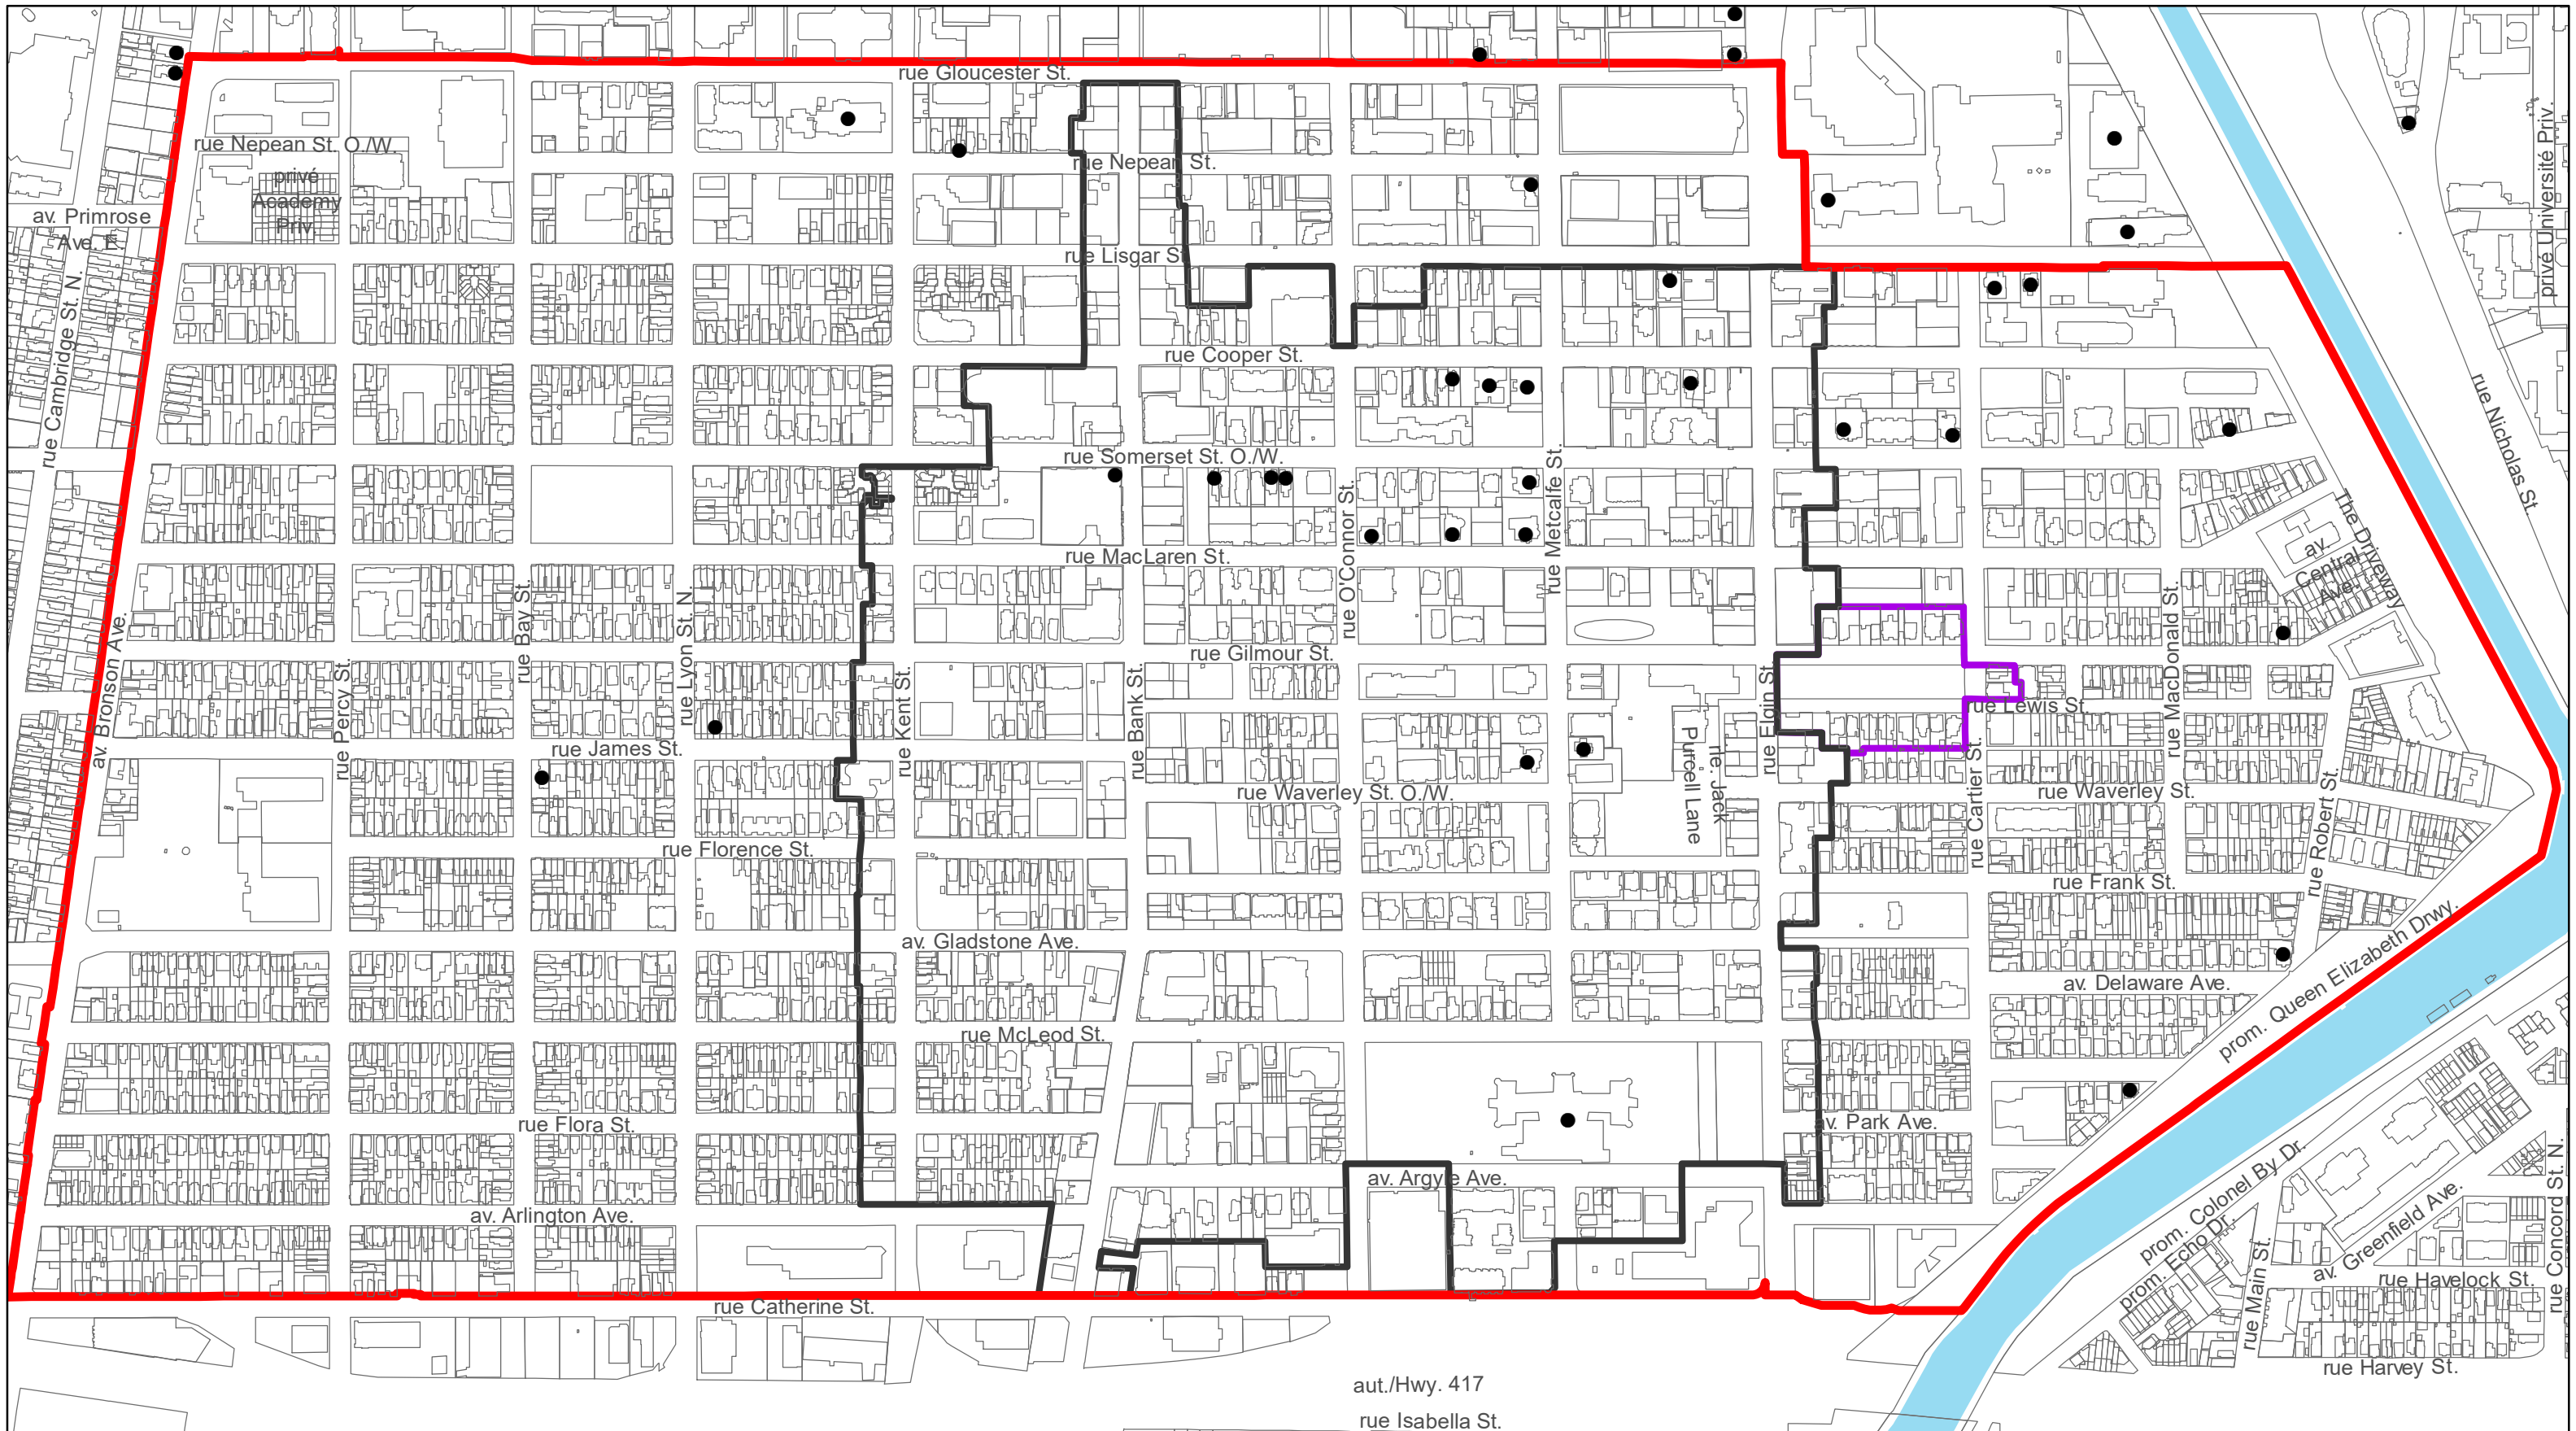 rue Gloucester St.
rue Nepean St. O./W.
rue Nepean St.
privé
Academy
Priv.
av. Primrose
Ave. E.
rue Lisgar St.
privé Université Priv.
rue Cambridge St. N.
rue Cooper St.
rue Nicholas St.
rue Somerset St. O./W.
The Driveway
rue O'Connor St.
rue Metcalfe St.
rue MacLaren St.
av.
Central
Ave.
rue Bay St.
rue Lyon St. N.
rue MacDonald St.
rue Gilmour St.
av. Bronson Ave.
rue Percy St.
rue Kent St.
rue Bank St.
rue Elgin St.
rue Lewis St.
rue James St.
rue Cartier St.
rue. Jack
Purcell Lane
rue Waverley St. O./W.
rue Waverley St.
rue Robert St.
rue Florence St.
rue Frank St.
av. Gladstone Ave.
prom. Queen Elizabeth Drwy.
av. Delaware Ave.
rue McLeod St.
rue Flora St.
av. Park Ave.
av. Argyle Ave.
prom. Colonel By Dr.
rue Concord St. N.
av. Arlington Ave.
prom. Echo Dr.
rue Main St.
av. Greenfield Ave.
rue Havelock St.
rue Catherine St.
rue Harvey St.
aut./Hwy. 417
rue Isabella St.